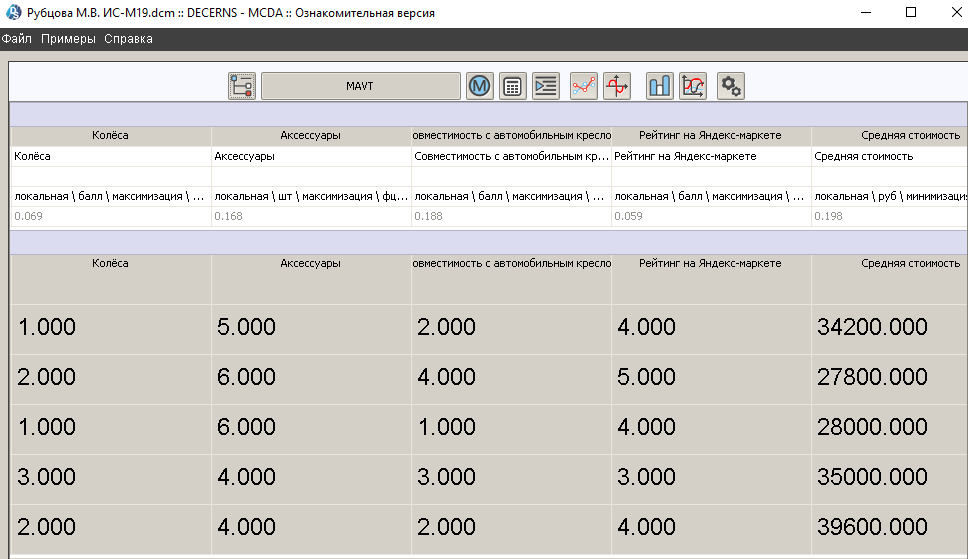 Рубцова М.В. ИС-М19.dcm :: DECERNS - MCDA :: Ознакомительная версия
Файл Примеры Справка
MAVT
M
Колёса Аксессуары овместимость с автомобильным кресло Рейтинг на Яндекс-маркете Средняя стоимость
Колёса Аксессуары Совместимость с автомобильным кр... Рейтинг на Яндекс-маркете Средняя стоимость
локальная \ балл \ максимизация \ ... локальная \ шт \ максимизация \ фц... локальная \ балл \ максимизация \ ... локальная \ балл \ максимизация \ ... локальная \ руб \ минимизация
0.069 0.168 0.188 0.059 0.198
Колёса Аксессуары овместимость с автомобильным кресло Рейтинг на Яндекс-маркете Средняя стоимость
1.000 5.000 2.000 4.000 34200.000
2.000 6.000 4.000 5.000 27800.000
1.000 6.000 1.000 4.000 28000.000
3.000 4.000 3.000 3.000 35000.000
2.000 4.000 2.000 4.000 39600.000